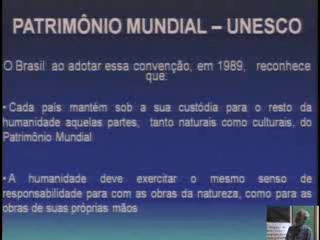 PATRIMÔNIO MUNDIAL – UNESCO
O Brasil ao adotar essa convenção, em 1989, reconhece
que:
• Cada país mantém sob a sua custódia para o resto da
humanidade aquelas partes, tanto naturais como culturais, do
Patrimônio Mundial
• A humanidade deve exercitar o mesmo senso de
responsabilidade para com as obras da natureza, como para as
obras de suas próprias mãos